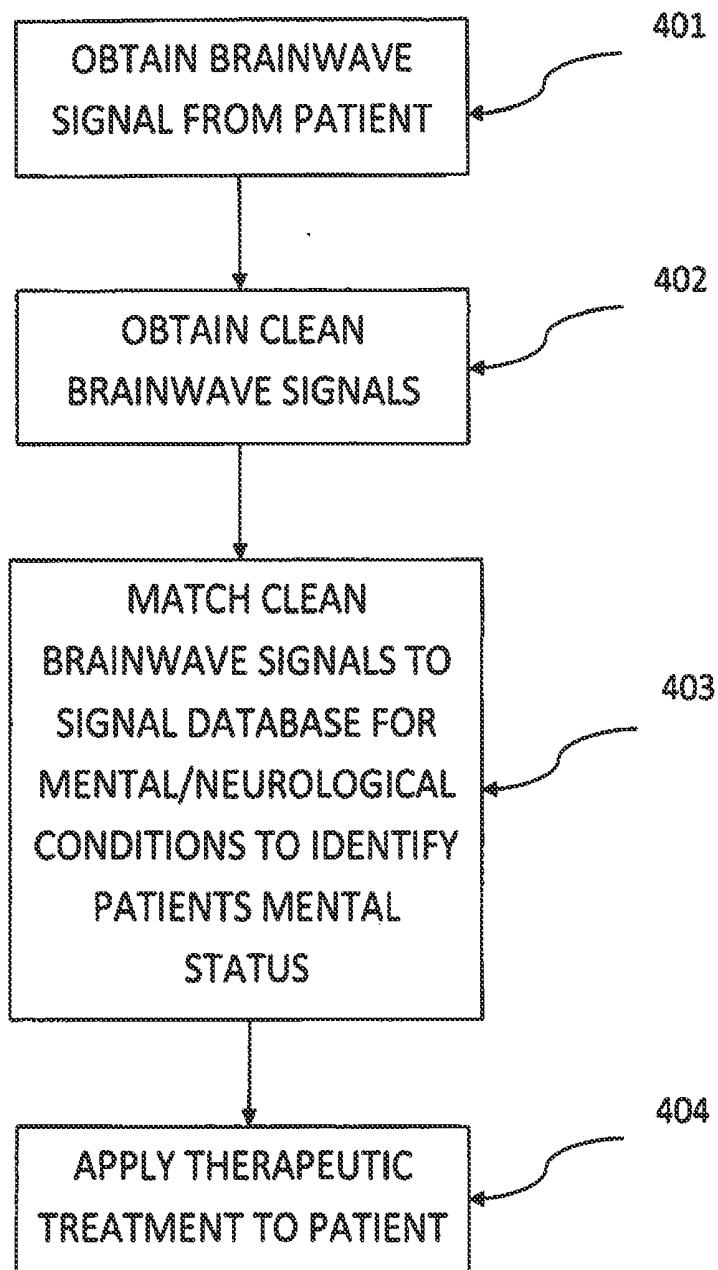 401
OBTAIN BRAINWAVE
SIGNAL FROM PATIENT
402
OBTAIN CLEAN
BRAINWAVE SIGNALS
MATCH CLEAN
BRAINWAVE SIGNALS TO
SIGNAL DATABASE FOR
MENTAL/NEUROLOGICAL
CONDITIONS TO IDENTIFY
PATIENTS MENTAL
STATUS
403
404
APPLY THERAPEUTIC
TREATMENT TO PATIENT